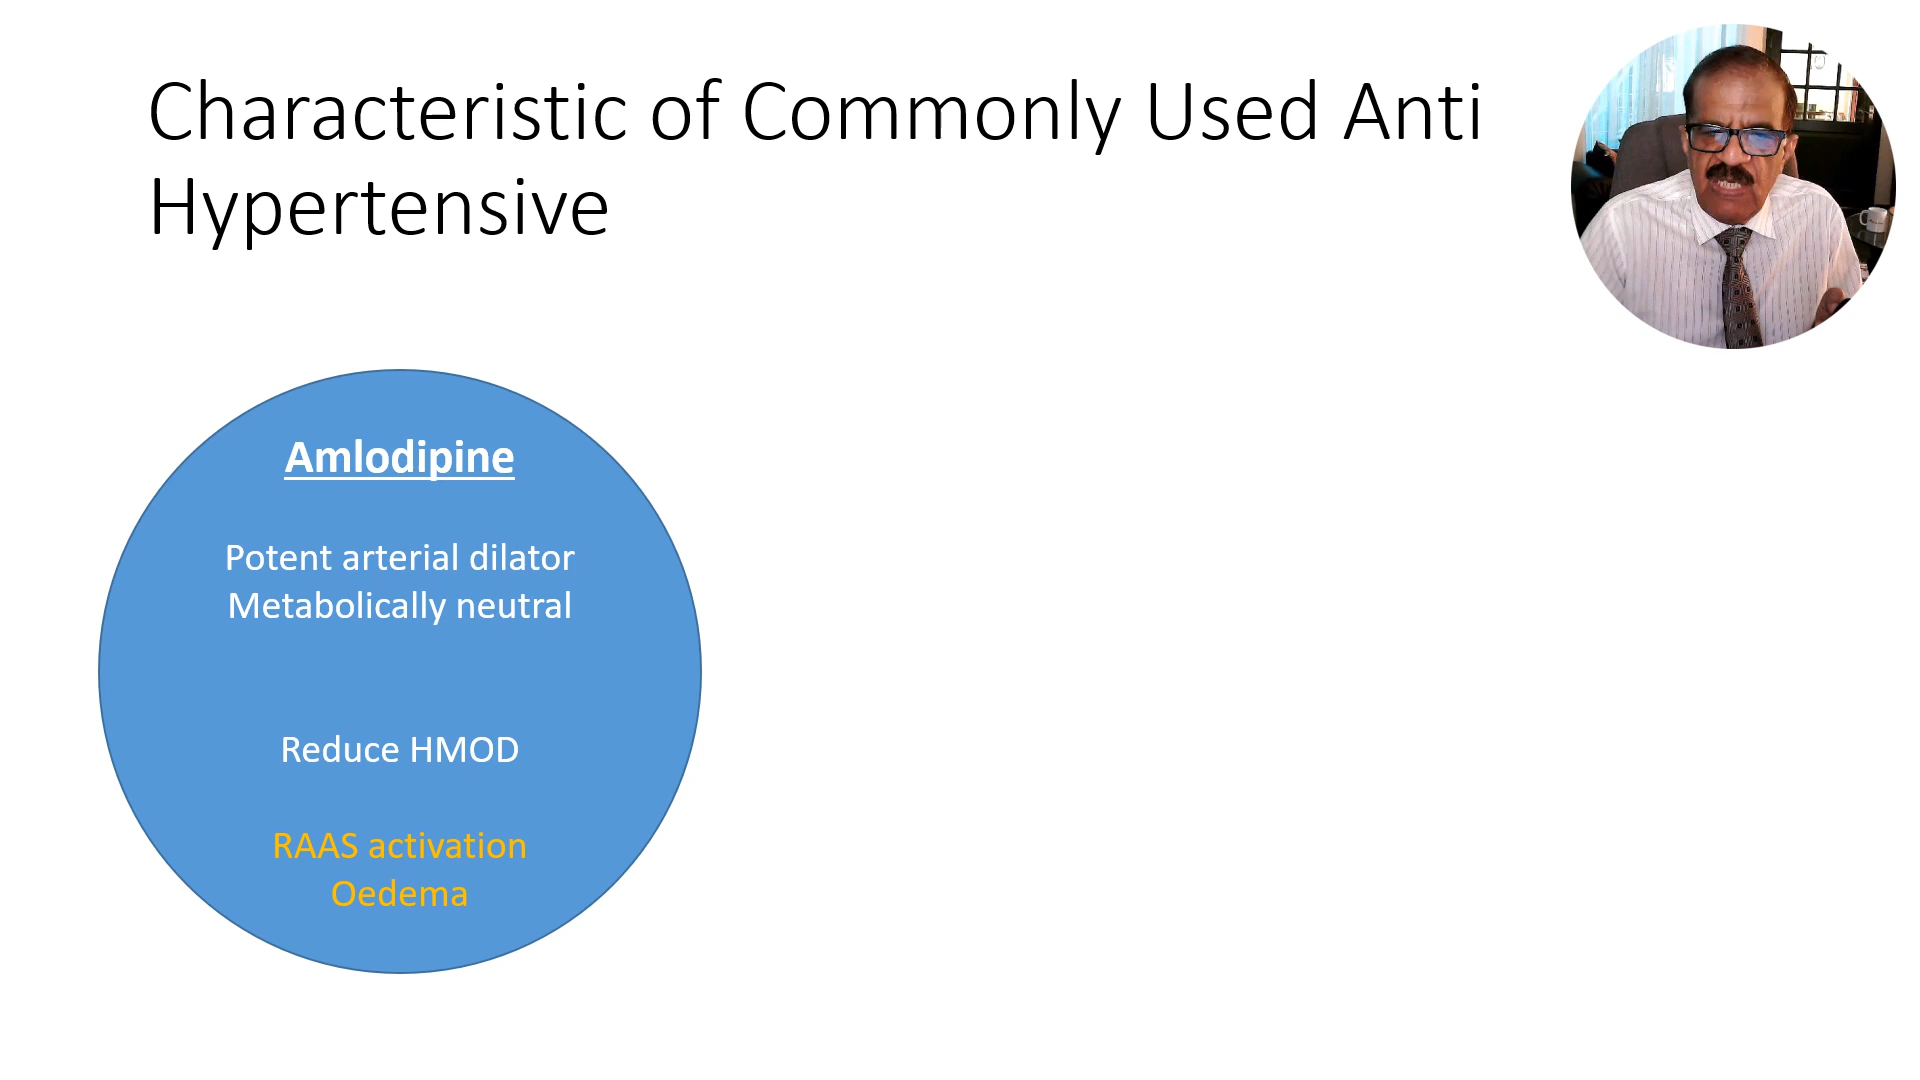 Characteristic of Commonly Used Anti
Hypertensive
Amlodipine
Potent arterial dilator
Metabolically neutral
Reduce HMOD
RAAS activation
Oedema